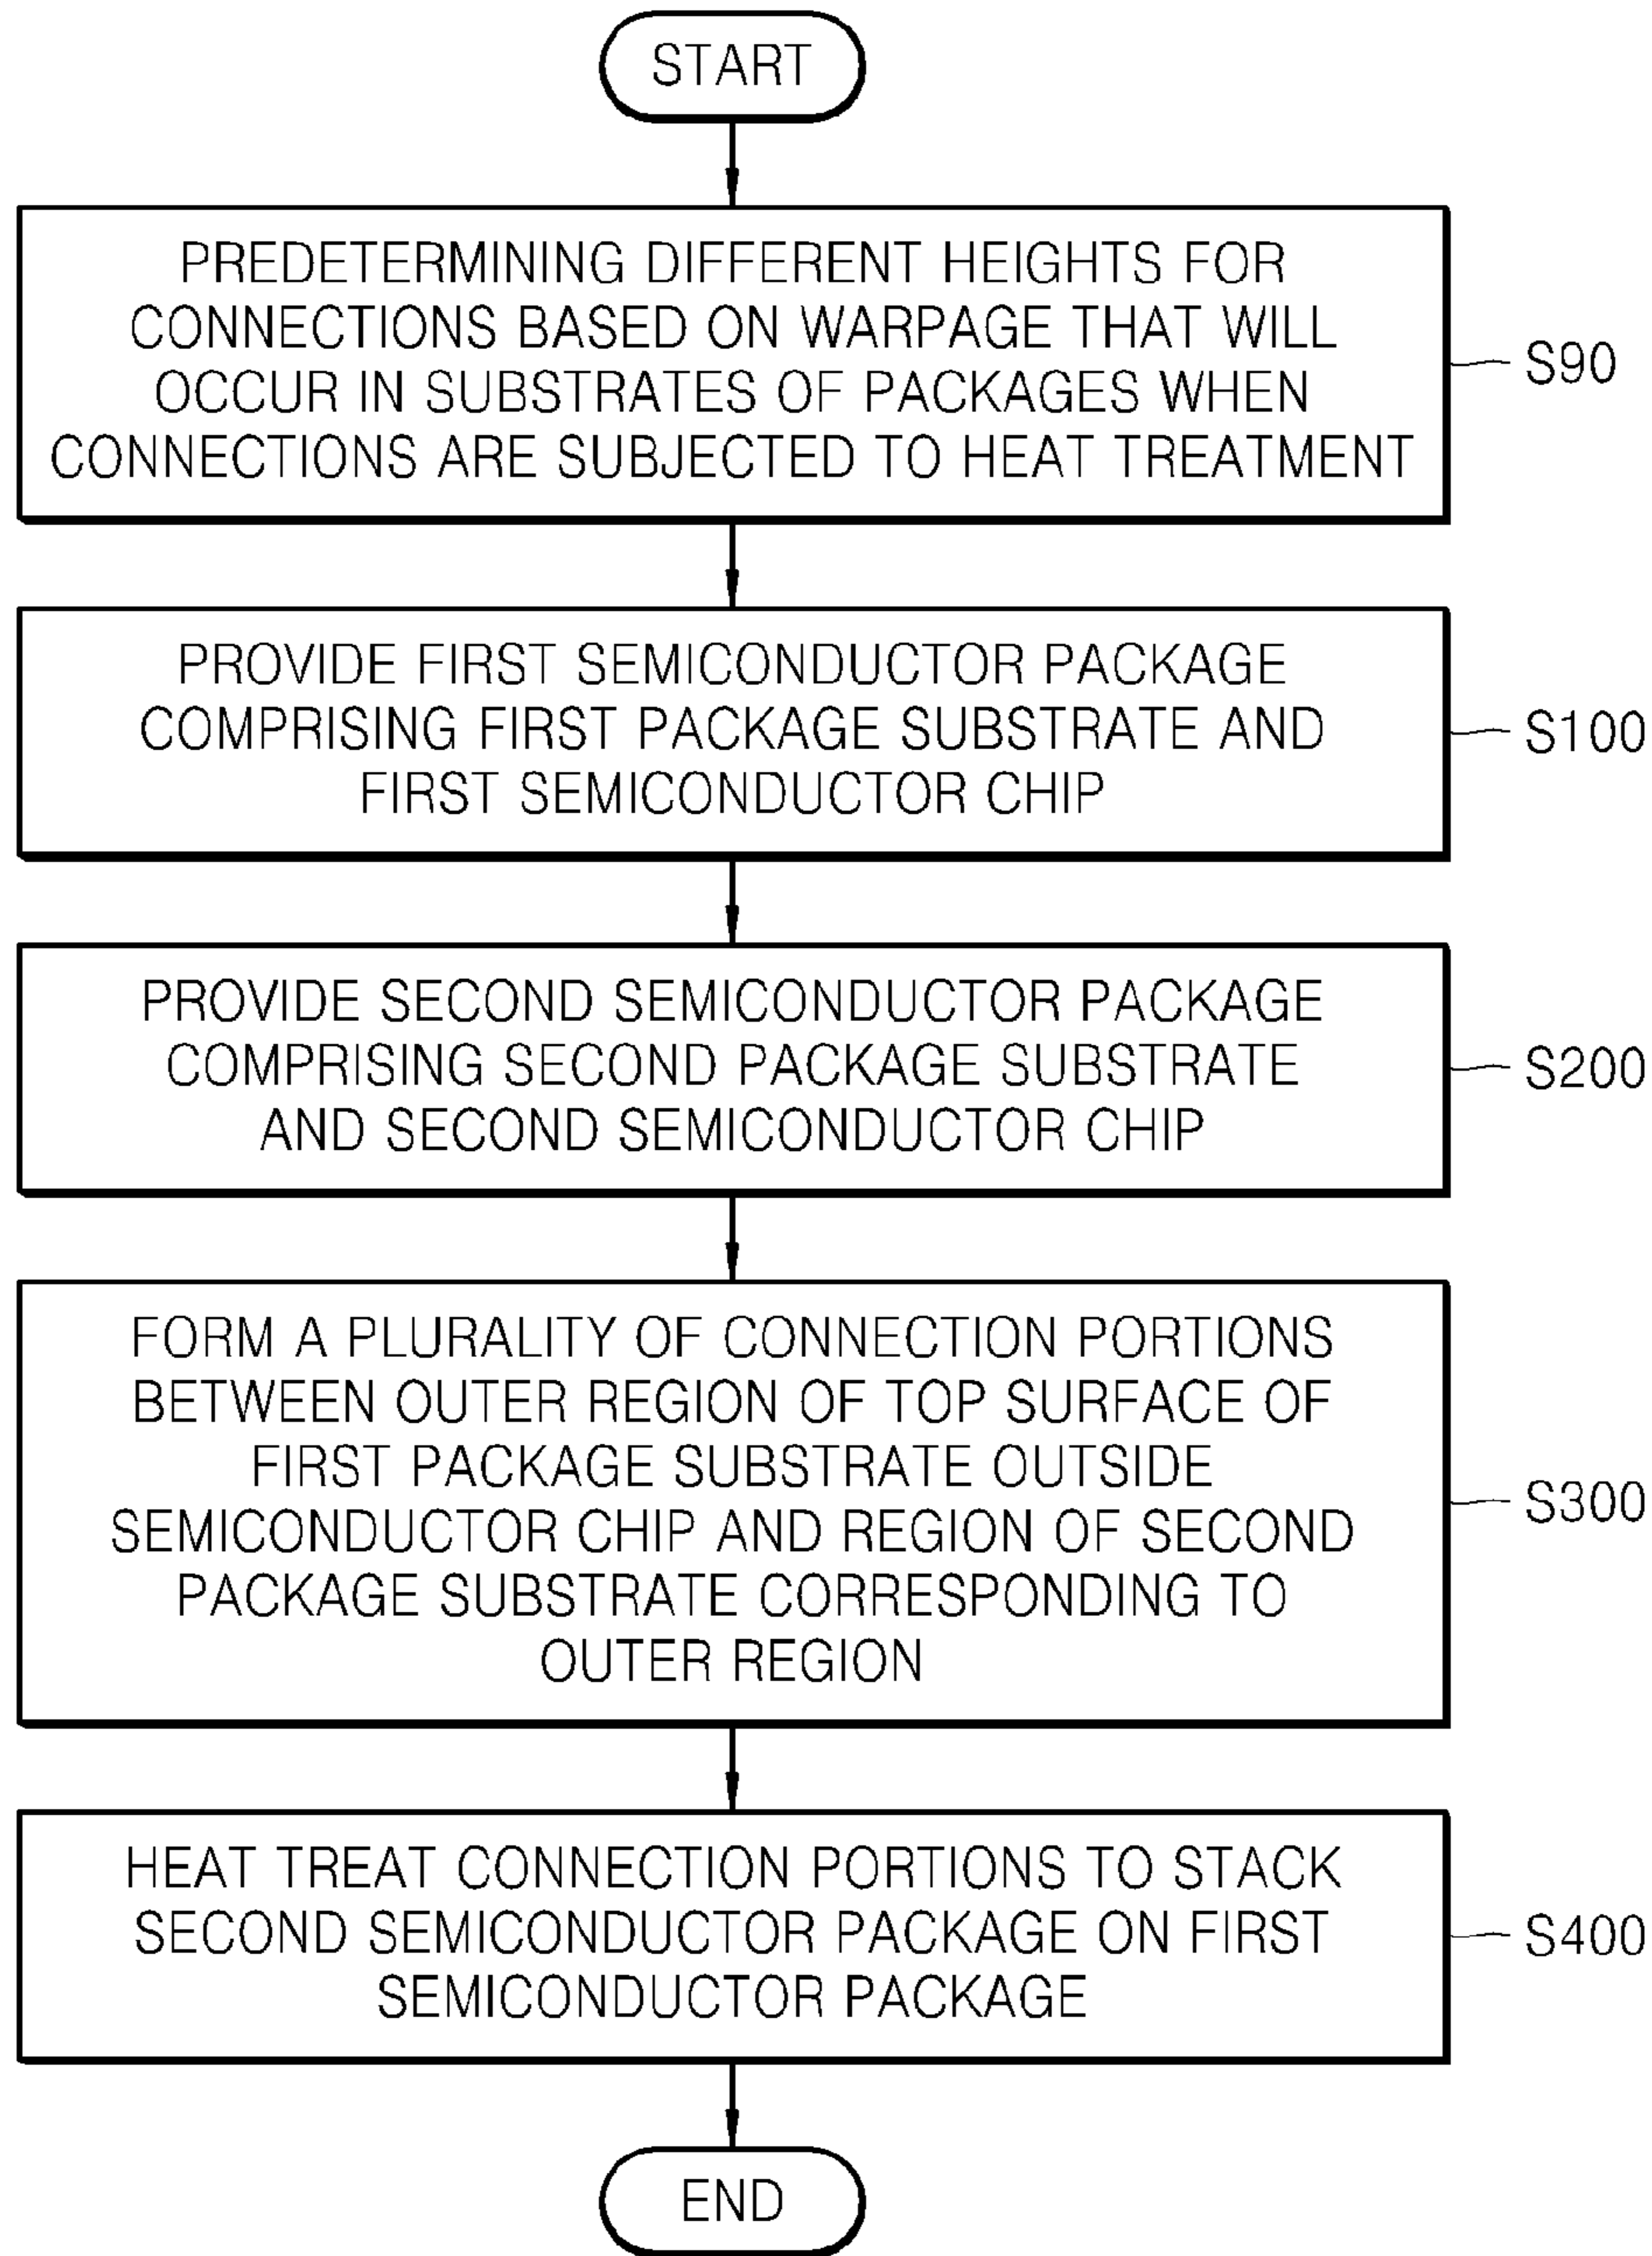 START
PREDETERMINING DIFFERENT HEIGHTS FOR
CONNECTIONS BASED ON WARPAGE THAT WILL
OCCUR IN SUBSTRATES OF PACKAGES WHEN
CONNECTIONS ARE SUBJECTED TO HEAT TREATMENT
S90
PROVIDE FIRST SEMICONDUCTOR PACKAGE
COMPRISING FIRST PACKAGE SUBSTRATE AND
FIRST SEMICONDUCTOR CHIP
S100
PROVIDE SECOND SEMICONDUCTOR PACKAGE
COMPRISING SECOND PACKAGE SUBSTRATE
AND SECOND SEMICONDUCTOR CHIP
S200
FORM A PLURALITY OF CONNECTION PORTIONS
BETWEEN OUTER REGION OF TOP SURFACE OF
FIRST PACKAGE SUBSTRATE OUTSIDE
SEMICONDUCTOR CHIP AND REGION OF SECOND
PACKAGE SUBSTRATE CORRESPONDING TO
OUTER REGION
S300
HEAT TREAT CONNECTION PORTIONS TO STACK
SECOND SEMICONDUCTOR PACKAGE ON FIRST
SEMICONDUCTOR PACKAGE
S400
END